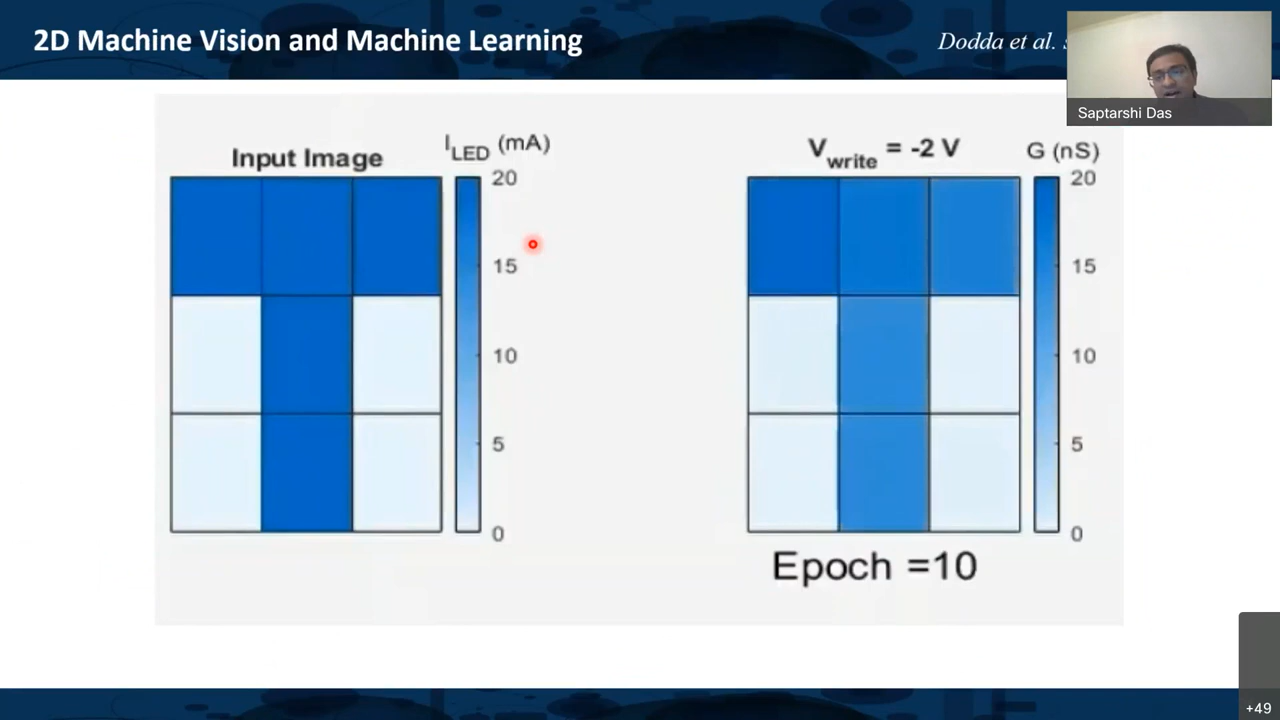 2D Machine Vision and Machine Learning
Dodda et al.
Saptarshi Das
Input Image
I_LED (mA)
20
15
10
5
0
V_write = -2 V
G (nS)
20
15
10
5
0
Epoch =10
+49